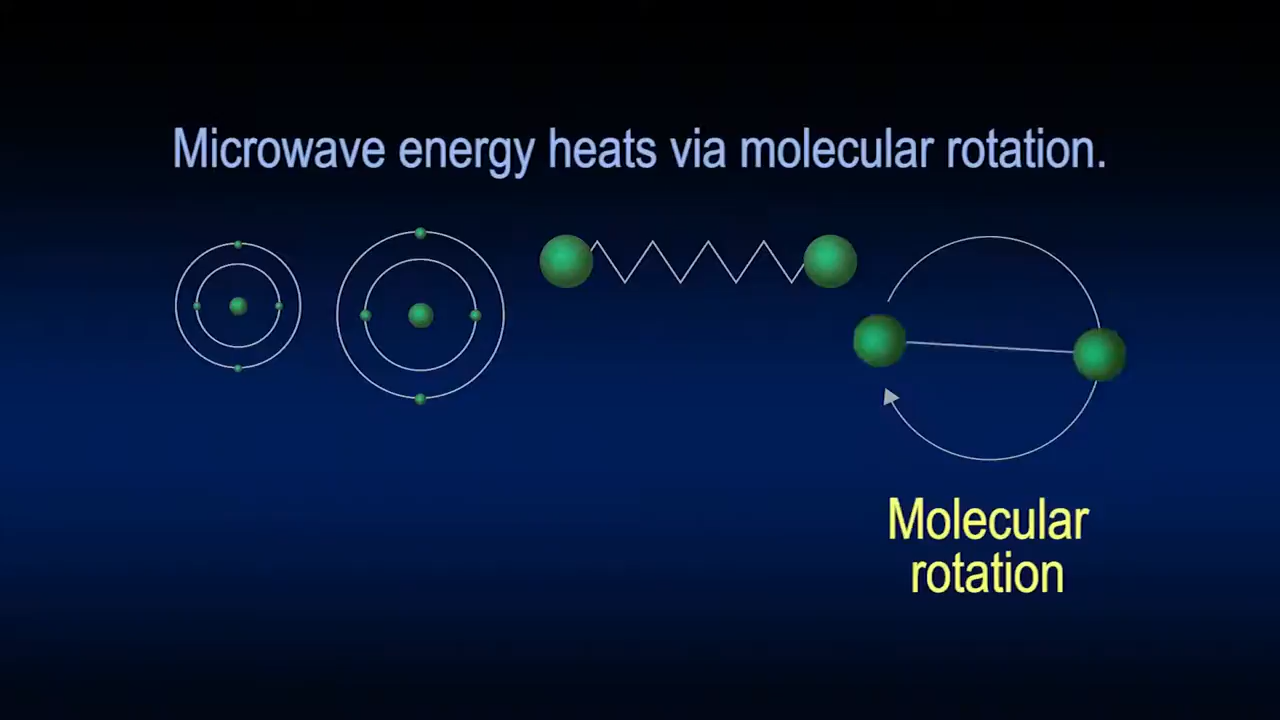 Microwave energy heats via molecular rotation.
Molecular
rotation